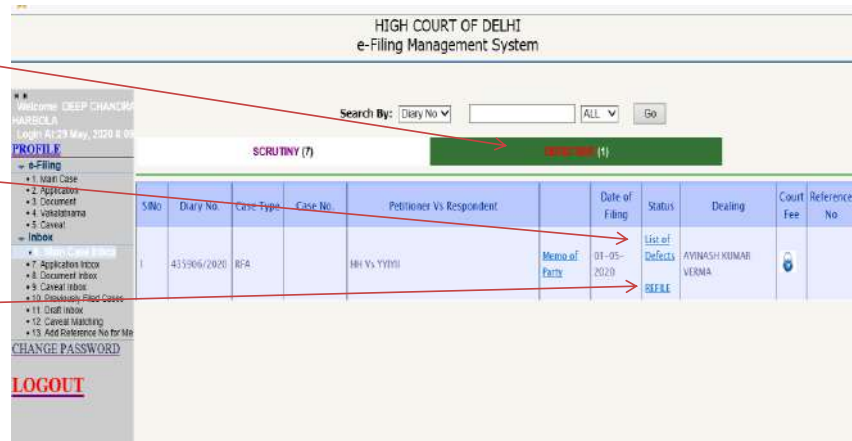 HIGH COURT OF DELHI
e-Filing Management System
Welcome DEEP CHANDRA
HARBOLA
Login At:29 May, 2020
PROFILE
e-Filing
1. Main Case
2. Application
3. Document
4. Vakalatnama
5. Caveat
Inbox
7. Application Inbox
8. Document Inbox
9. Caveat Inbox
10. Previously Filed Cases
11. Draft Inbox
12. Caveat Matching
13. Add Reference No for Me
CHANGE PASSWORD
LOGOUT
Search By: Diary No ALL Go
SCRUTINY (7) (1)
SINo Diary No. Case Type Case No. Petitioner Vs Respondent Date of Filing Status Dealing Court Fee Reference No
1 435906/2020 RFA HH Vs Memo of Party 01-05-2020 List of Defects REFILE AVINASH KUMAR VERMA